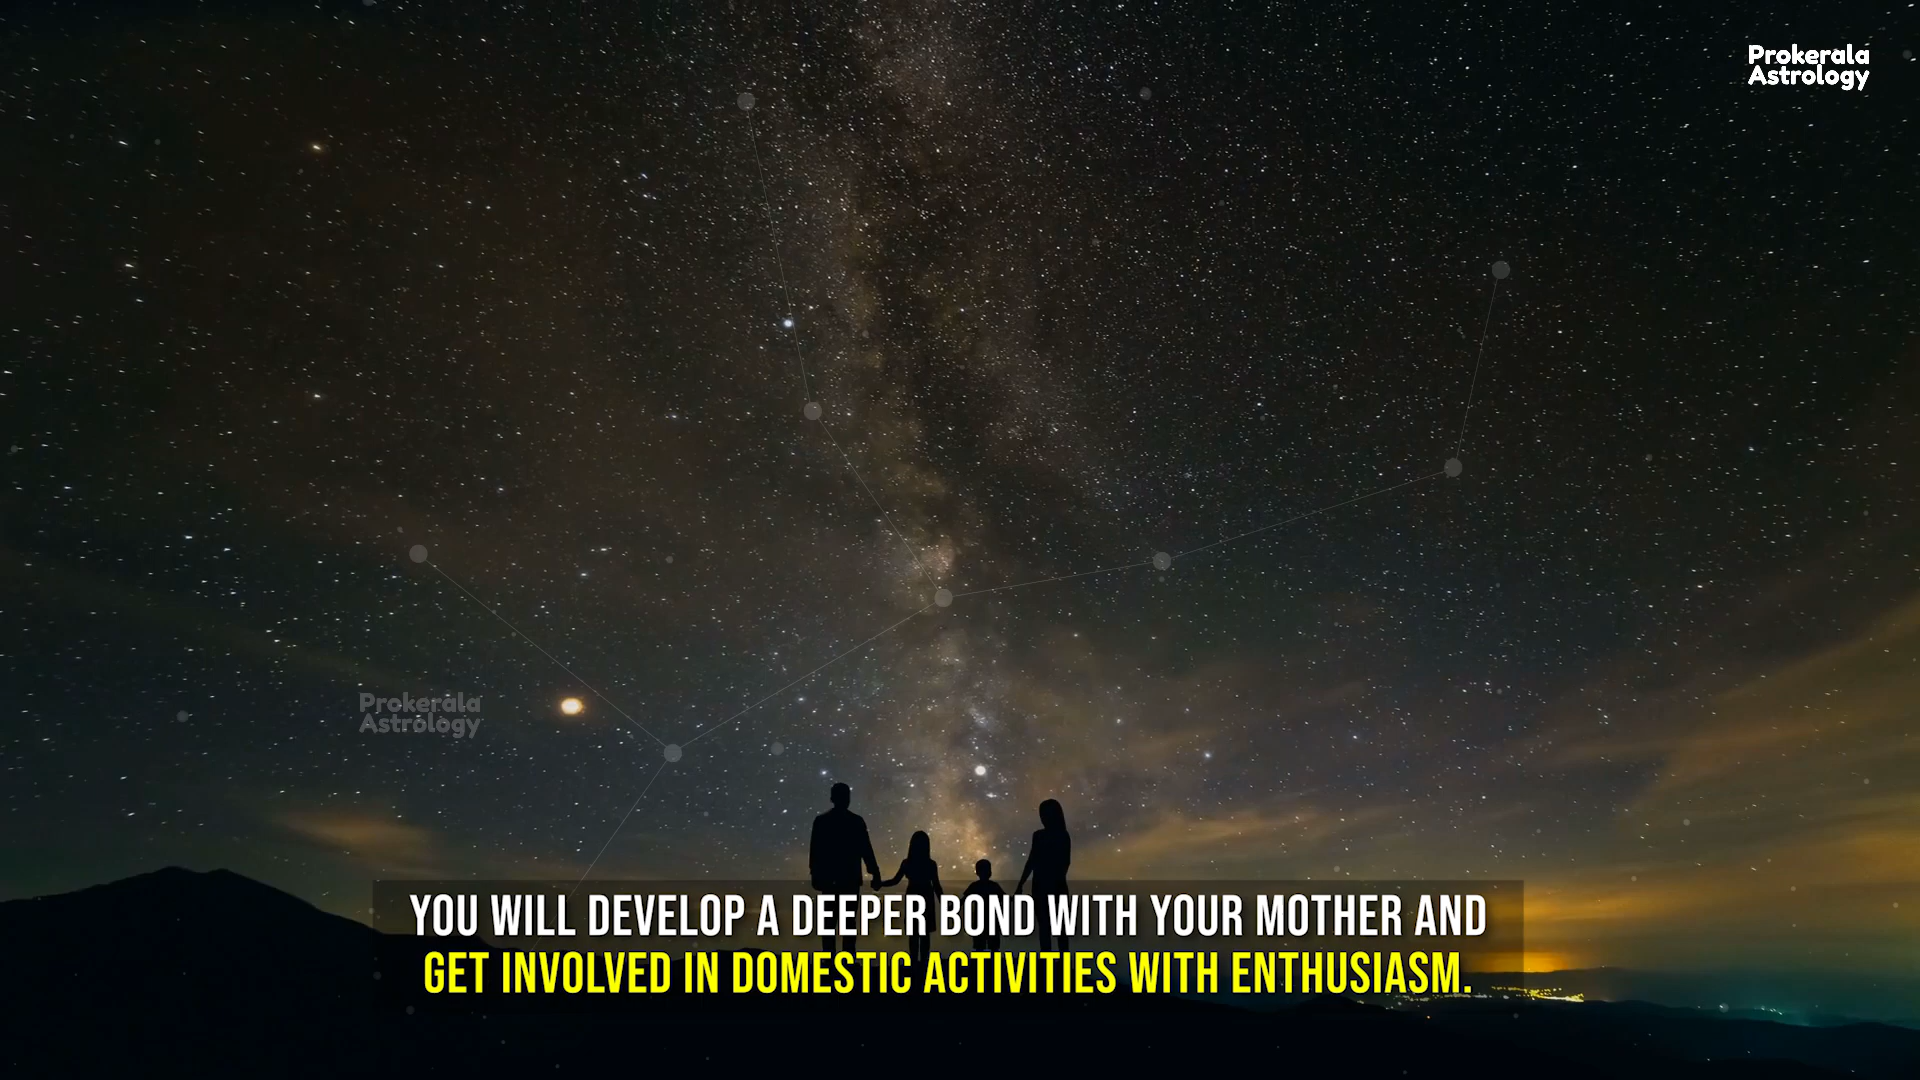 Prokerala
Astrology
Prokerala
Astrology
YOU WILL DEVELOP A DEEPER BOND WITH YOUR MOTHER AND
GET INVOLVED IN DOMESTIC ACTIVITIES WITH ENTHUSIASM.